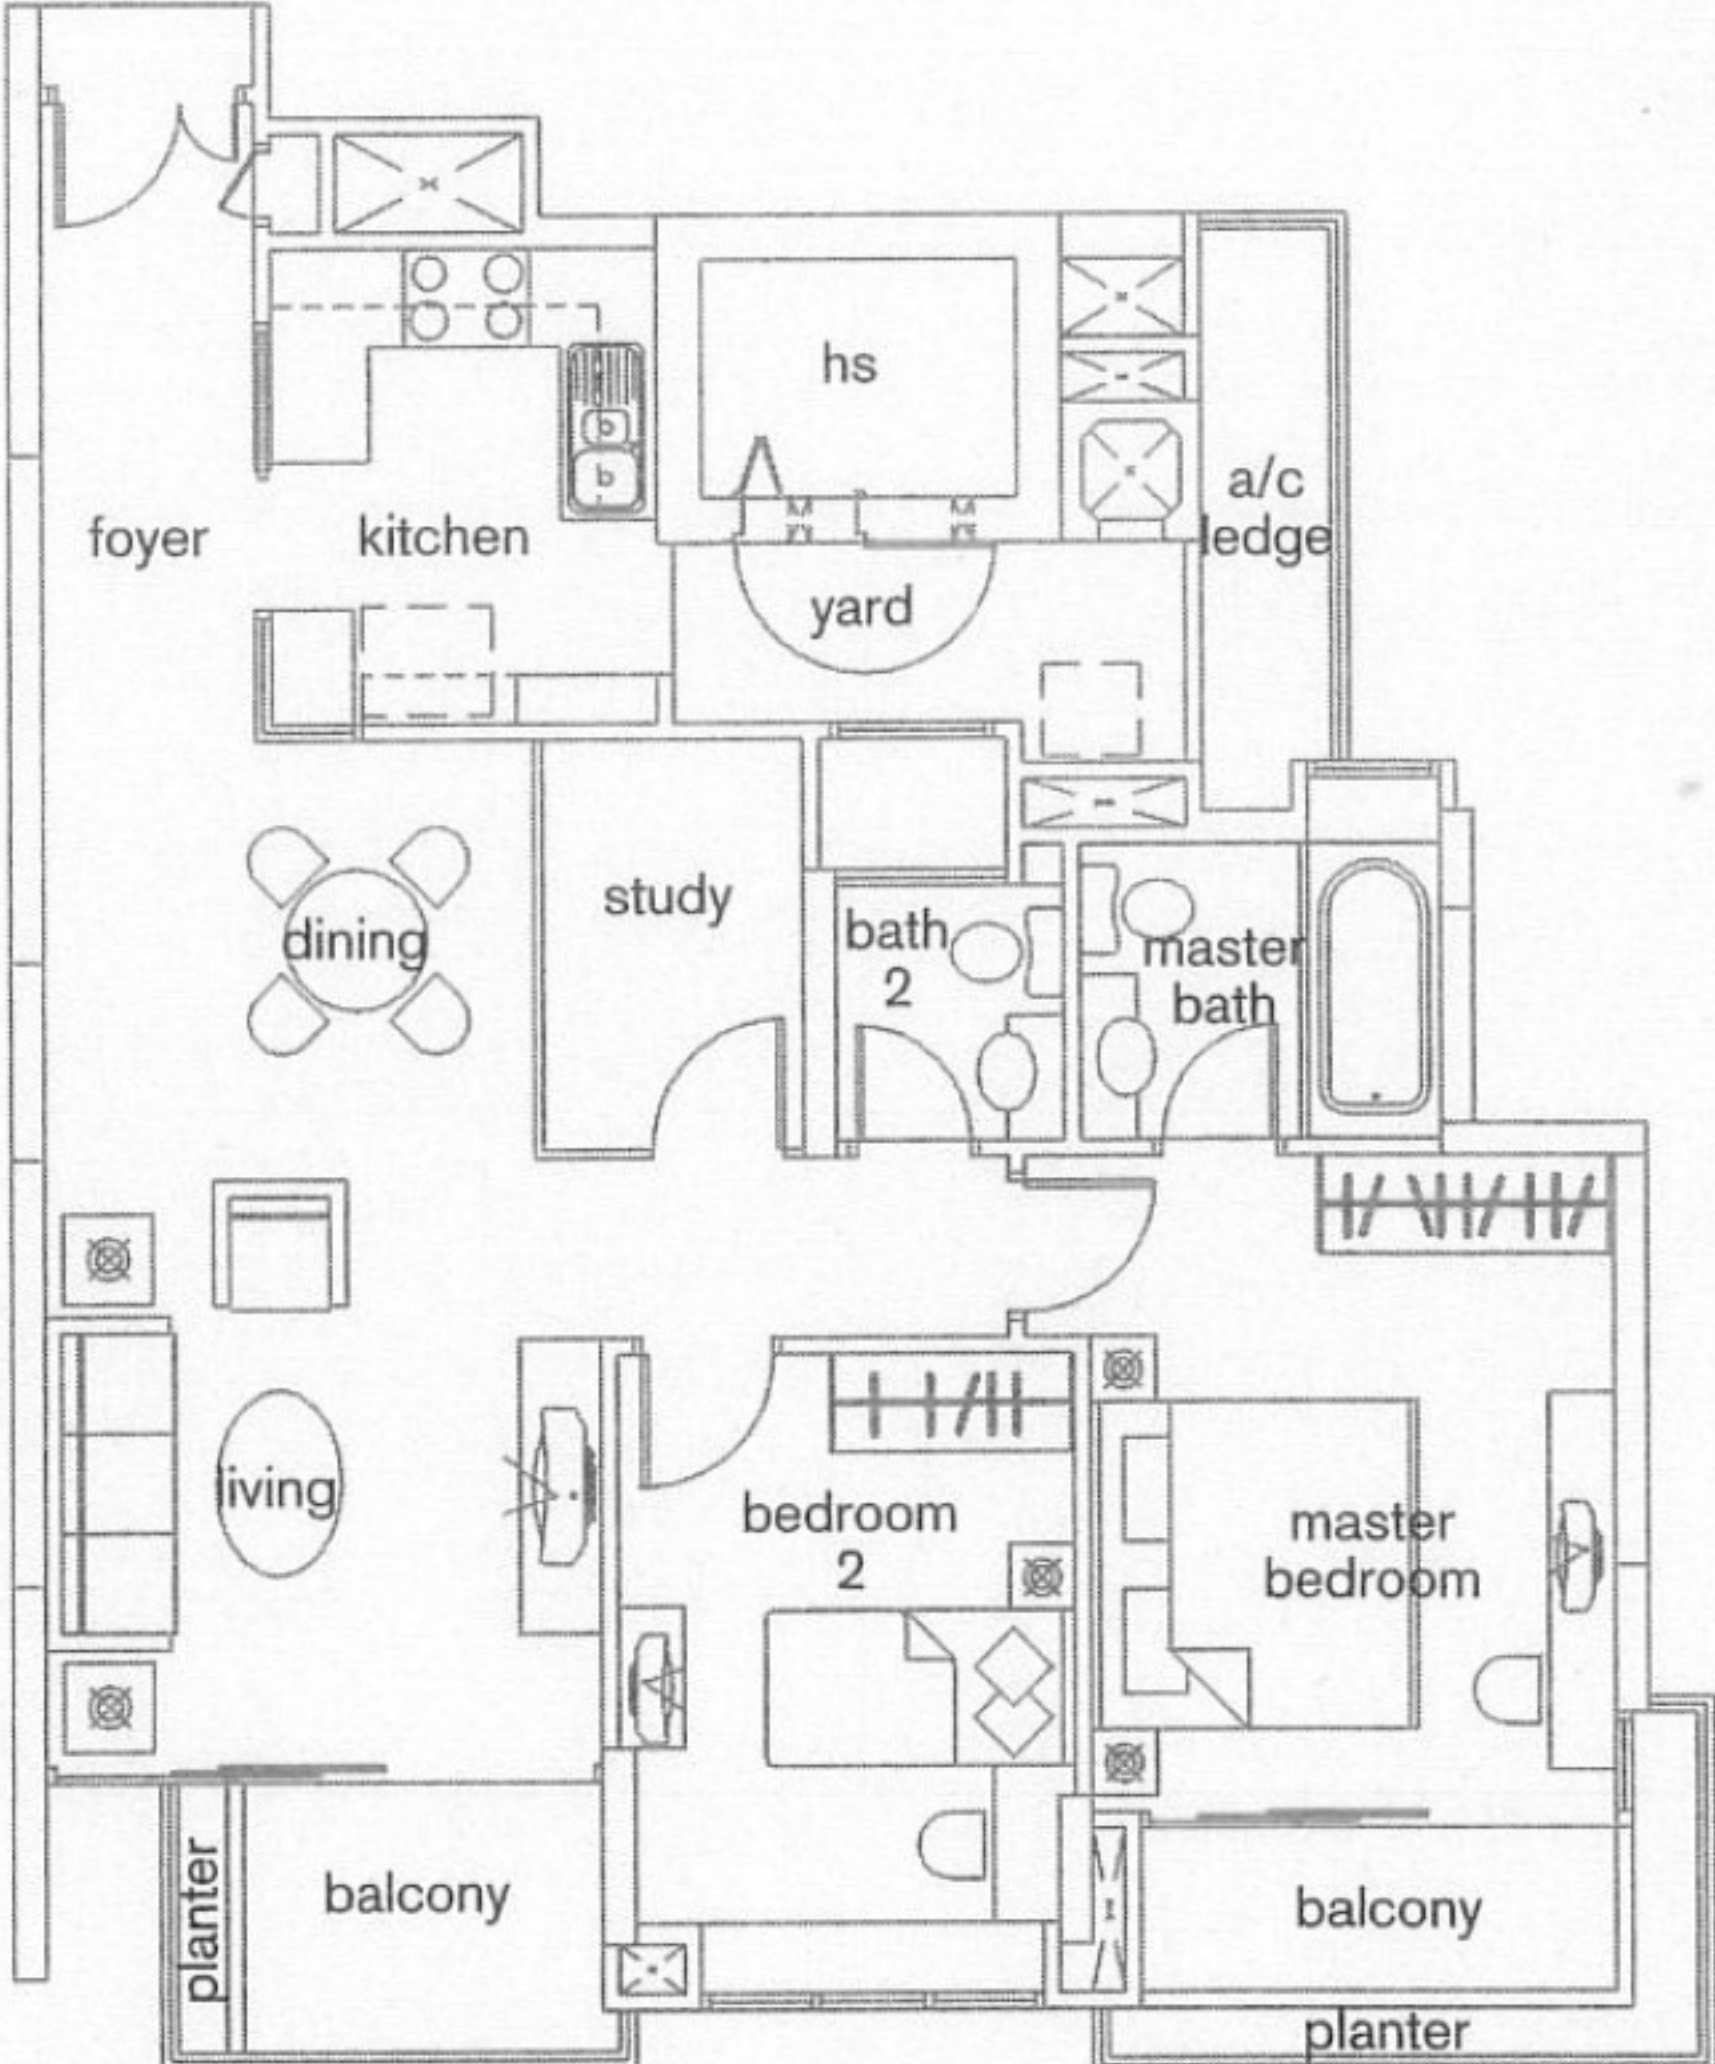 hs
a/c
ledge
foyer
kitchen
b
b
yard
study
dining
bath
2
master
bath
living
bedroom
2
master
bedroom
planter
balcony
balcony
planter